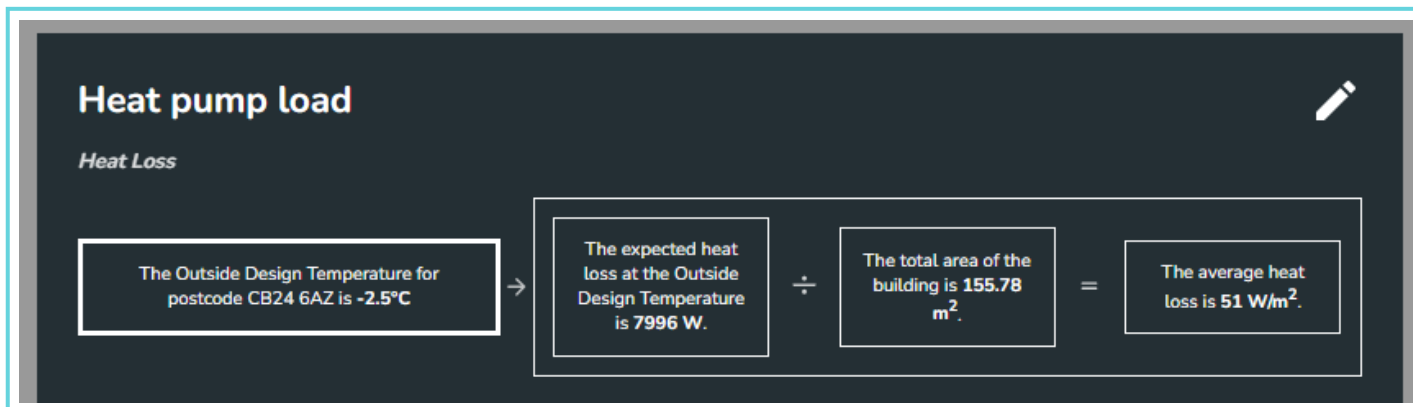 Heat pump load
Heat Loss
The Outside Design Temperature for
postcode CB24 6AZ is -2.5°C
→
The expected heat
loss at the Outside
Design Temperature
is 7996 W.
÷
The total area of the
building is 155.78
m².
=
The average heat
loss is 51 W/m².